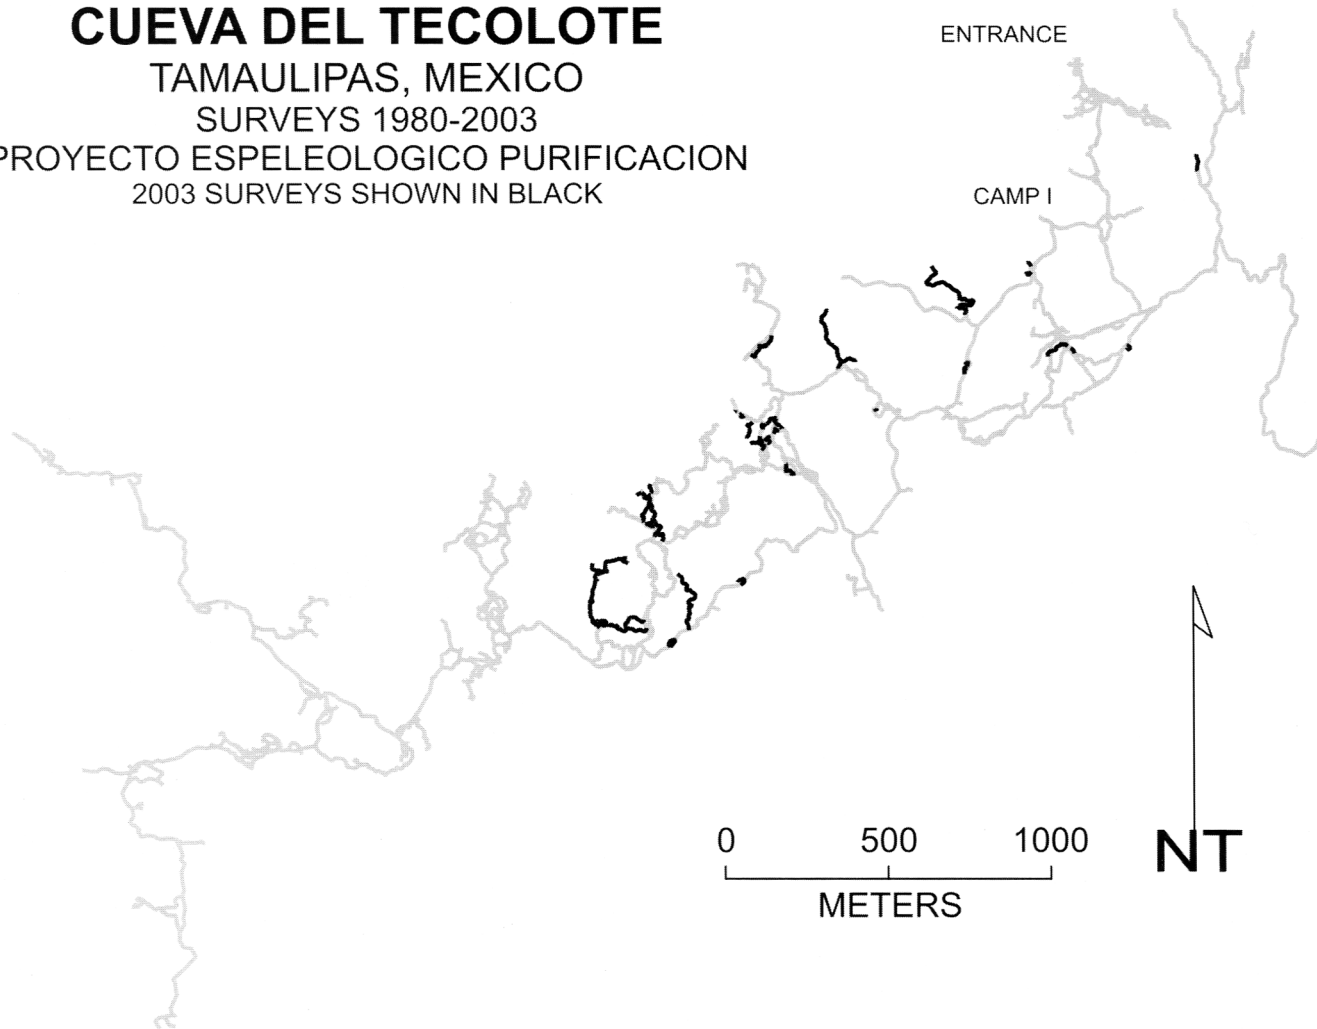 CUEVA DEL TECOLOTE
TAMAULIPAS, MEXICO
SURVEYS 1980-2003
PROYECTO ESPELEOLOGICO PURIFICACION
2003 SURVEYS SHOWN IN BLACK
ENTRANCE
CAMP I
0 500 1000
METERS
NT